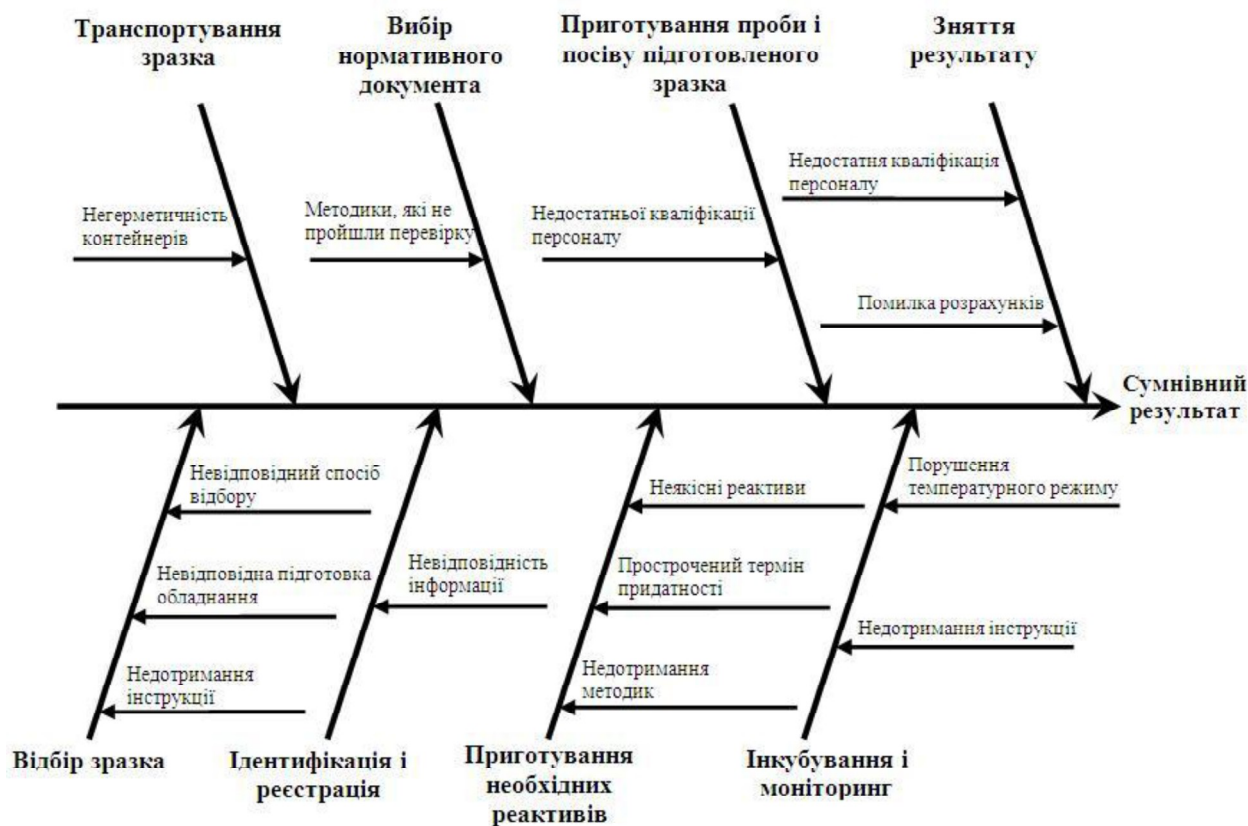 Транспортування
зразка
Вибір
нормативного
документа
Приготування проби і
посіву підготовленого
зразка
Зняття
результату
Негерметичність
контейнерів
Методики, які не
пройшли перевірку
Недостатньої кваліфікації
персоналу
Недостатня кваліфікація
персоналу
Помилка розрахунків
Сумнівний
результат
Невідповідний спосіб
відбору
Невідповідна підготовка
обладнання
Недотримання
інструкції
Невідповідність
інформації
Неякісні реактиви
Прострочений термін
придатності
Недотримання
методик
Порушення
температурного режиму
Недотримання інструкції
Відбір зразка
Ідентифікація і
реєстрація
Приготування
необхідних
реактивів
Інкубування і
моніторинг